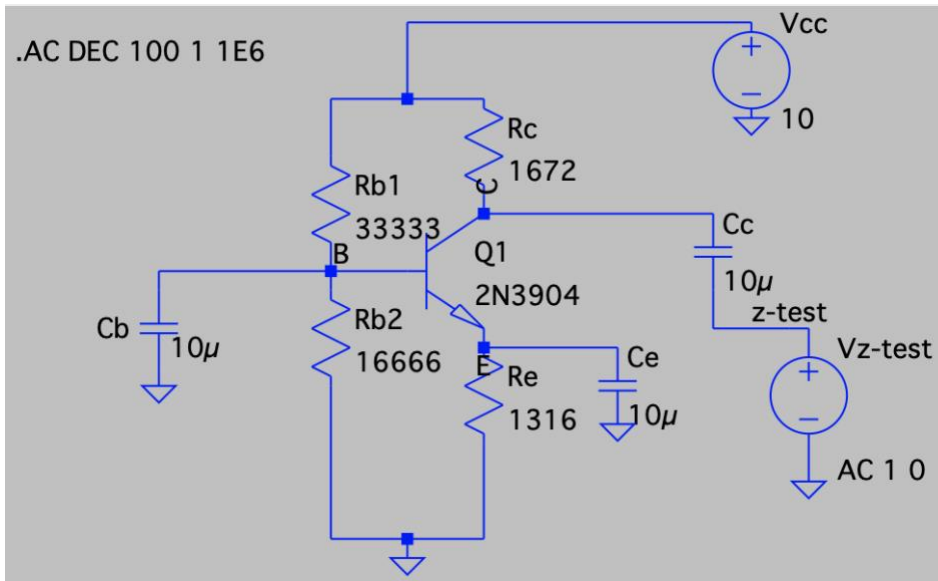 .AC DEC 100 1 1E6
Vcc
10
Rc
1672
C
Rb1
33333
B
Q1
2N3904
Cc
10µ
z-test
Vz-test
AC 1 0
Cb
10µ
Rb2
16666
E
Re
1316
Ce
10µ